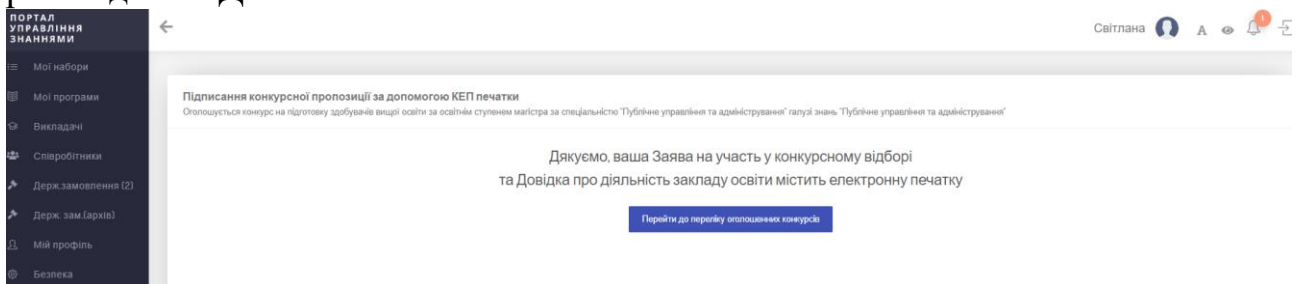 ПОРТАЛ
УПРАВЛІННЯ
ЗНАННЯМИ
Світлана
A
1
Мої набори
Мої програми
Викладачі
Співробітники
Держ.замовлення (2)
Держ. зам.(архів)
Мій профіль
Безпека
Підписання конкурсної пропозиції за допомогою КЕП печатки
Оголошується конкурс на підготовку здобувачів вищої освіти за освітнім ступенем магістра за спеціальністю "Публічне управління та адміністрування" галузі знань "Публічне управління та адміністрування"
Дякуємо, ваша Заява на участь у конкурсному відборі
та Довідка про діяльність закладу освіти містить електронну печатку
Перейти до переліку оголошенних конкурсів